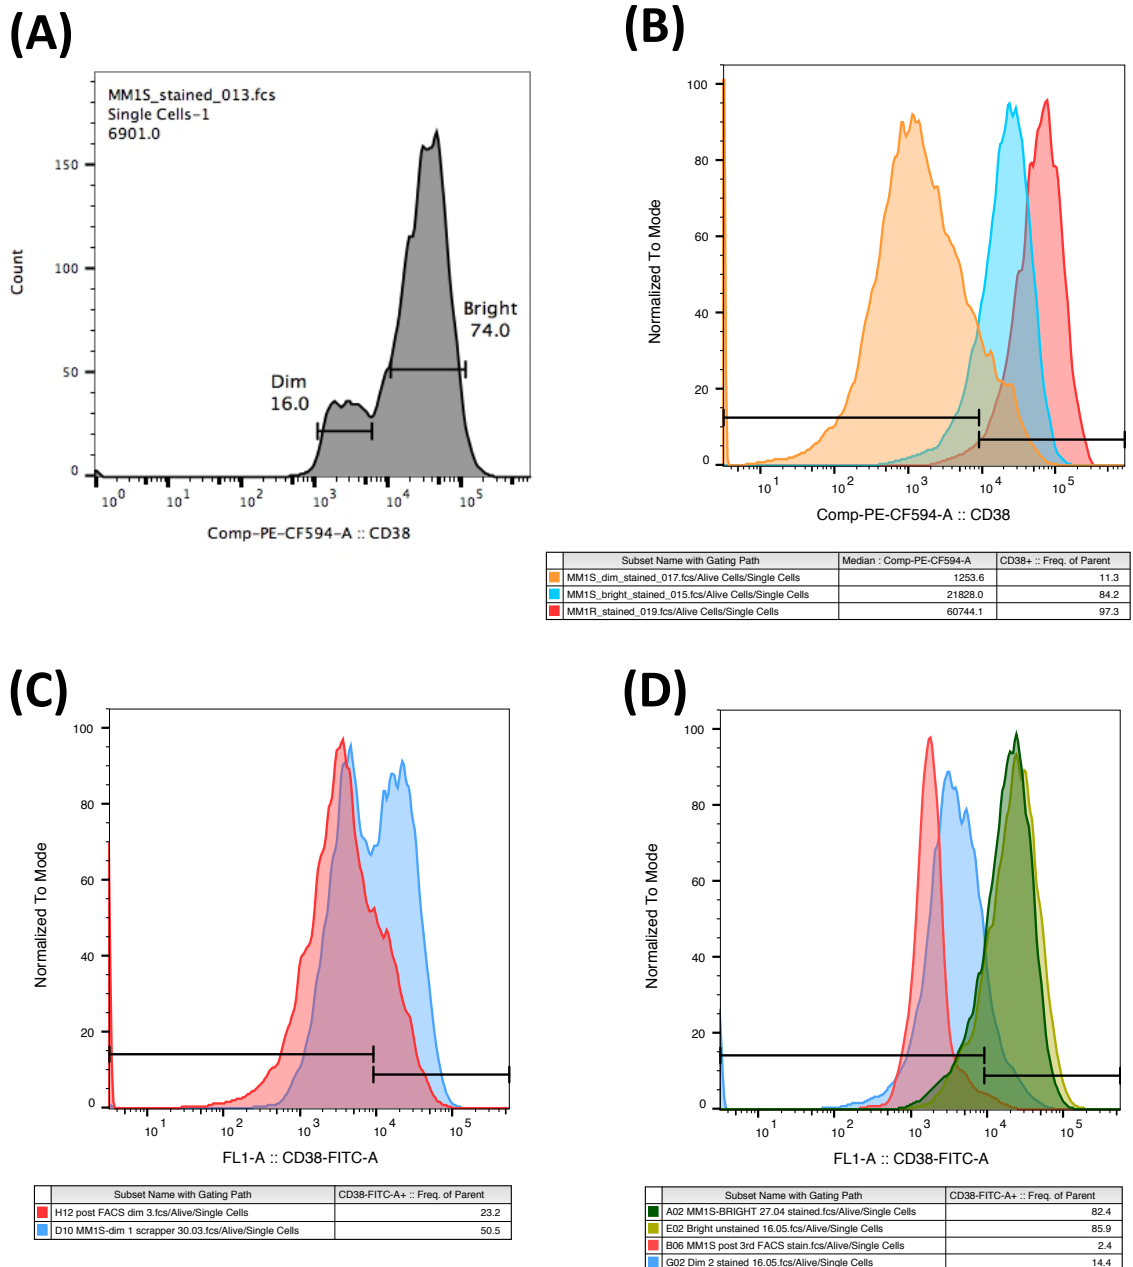 (A)
MM1S_stained_013.fcs
Single Cells-1
6901.0
Count
150
100
50
0
Dim
16.0
Bright
74.0
10^0 10^1 10^2 10^3 10^4 10^5
Comp-PE-CF594-A :: CD38
(B)
Normalized To Mode
100
80
60
40
20
0
10^1 10^2 10^3 10^4 10^5
Comp-PE-CF594-A :: CD38
Subset Name with Gating Path Median : Comp-PE-CF594-A CD38+ :: Freq. of Parent
MM1S_dim_stained_017.fcs/Alive Cells/Single Cells 1253.6 11.3
MM1S_bright_stained_015.fcs/Alive Cells/Single Cells 21828.0 84.2
MM1R_stained_019.fcs/Alive Cells/Single Cells 60744.1 97.3
(C)
Normalized To Mode
100
80
60
40
20
0
10^1 10^2 10^3 10^4 10^5
FL1-A :: CD38-FITC-A
Subset Name with Gating Path CD38-FITC-A+ :: Freq. of Parent
H12 post FACS dim 3.fcs/Alive/Single Cells 23.2
D10 MM1S-dim 1 scrapper 30.03.fcs/Alive/Single Cells 50.5
(D)
Normalized To Mode
100
80
60
40
20
0
10^1 10^2 10^3 10^4 10^5
FL1-A :: CD38-FITC-A
Subset Name with Gating Path CD38-FITC-A+ :: Freq. of Parent
A02 MM1S-BRIGHT 27.04 stained.fcs/Alive/Single Cells 82.4
E02 Bright unstained 16.05.fcs/Alive/Single Cells 85.9
B06 MM1S post 3rd FACS stain.fcs/Alive/Single Cells 2.4
G02 Dim 2 stained 16.05.fcs/Alive/Single Cells 14.4